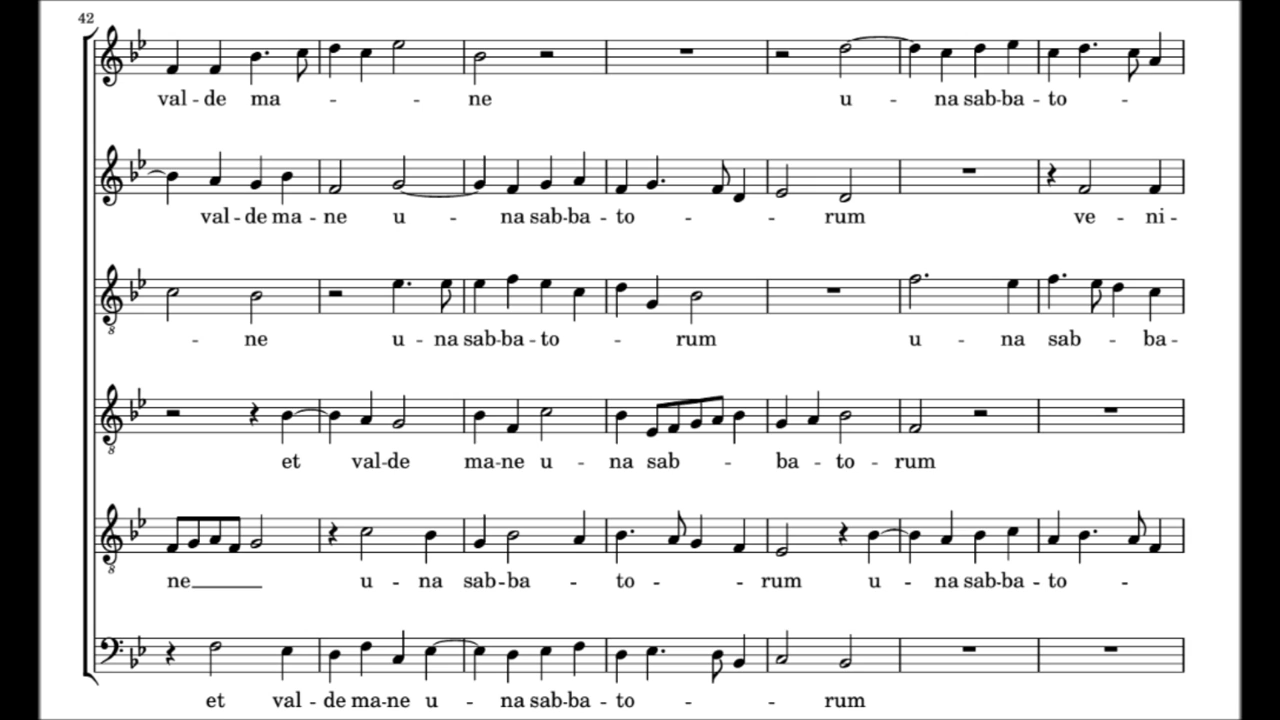 42
val - de ma - - - ne u - na sab-ba - to -
val - de ma - ne u - na sab-ba - to - - - rum ve - ni -
- ne u - na sab-ba - to - rum u - na sab - ba -
8
et val-de ma-ne u - na sab - ba - to - rum
8
ne u - na sab-ba - to - - rum u - na sab-ba - to -
8
et val - de ma-ne u - na sab-ba - to - - - rum